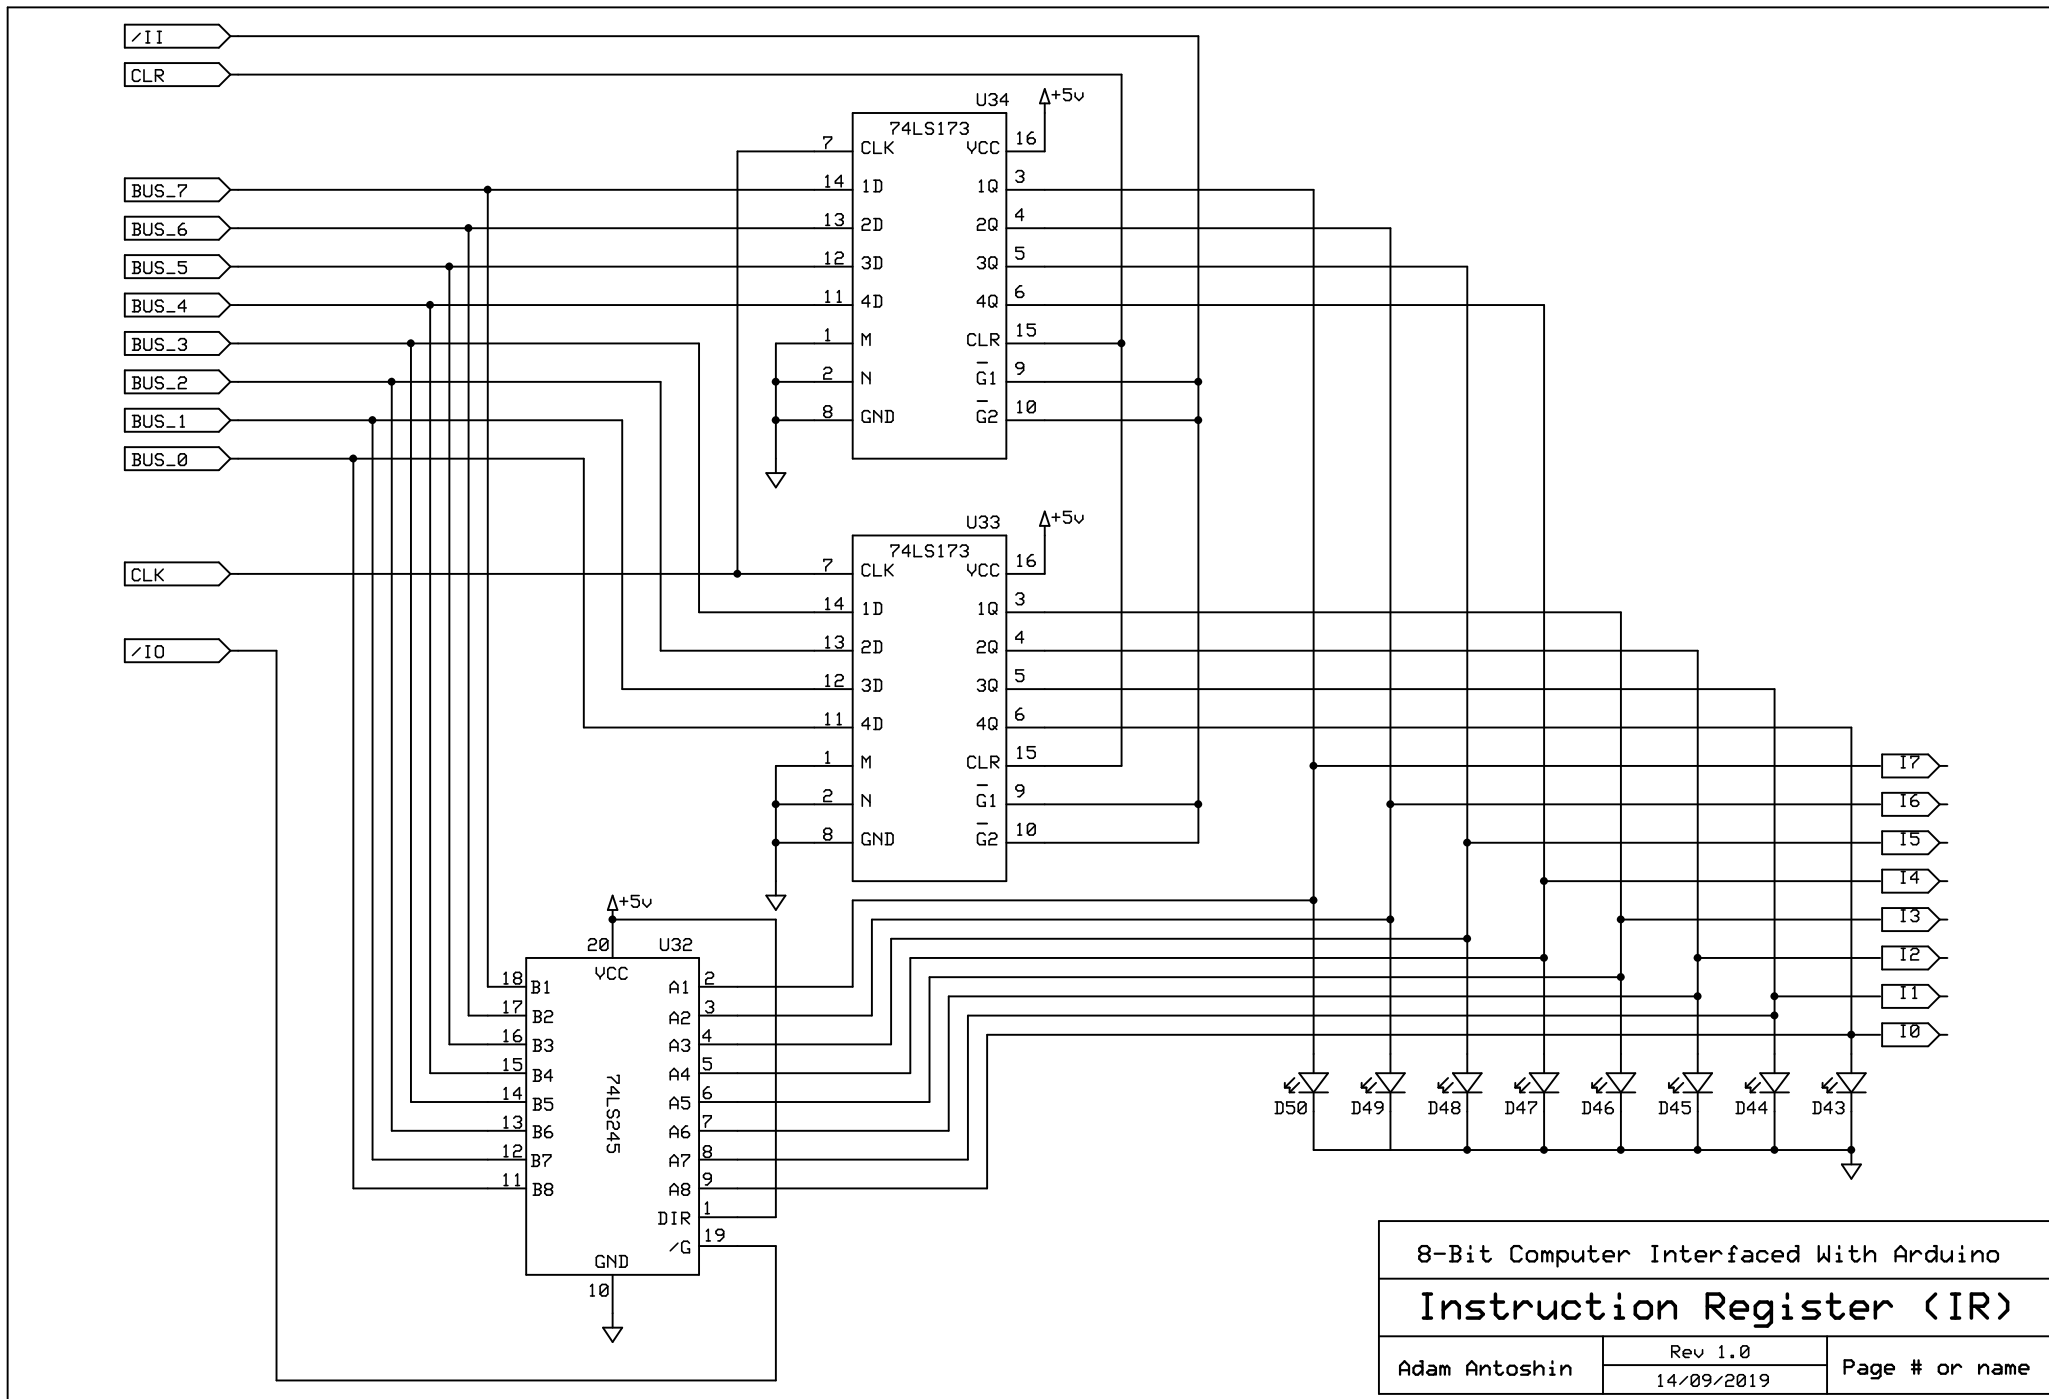 /II
CLR
BUS_7
BUS_6
BUS_5
BUS_4
BUS_3
BUS_2
BUS_1
BUS_0
CLK
/IO
U34
+5v
74LS173
7 CLK VCC 16
14 1D 1Q 3
13 2D 2Q 4
12 3D 3Q 5
11 4D 4Q 6
1 M CLR 15
2 N G1 9
8 GND G2 10
U33
+5v
74LS173
7 CLK VCC 16
14 1D 1Q 3
13 2D 2Q 4
12 3D 3Q 5
11 4D 4Q 6
1 M CLR 15
2 N G1 9
8 GND G2 10
+5v
20 U32
VCC
18 B1 A1 2
17 B2 A2 3
16 B3 A3 4
15 B4 A4 5
14 B5 A5 6
13 B6 A6 7
12 B7 A7 8
11 B8 A8 9
74LS245
DIR 1
/G 19
GND
10
I7
I6
I5
I4
I3
I2
I1
I0
D50 D49 D48 D47 D46 D45 D44 D43
8-Bit Computer Interfaced With Arduino
Instruction Register (IR)
Adam Antoshin
Rev 1.0
14/09/2019
Page # or name